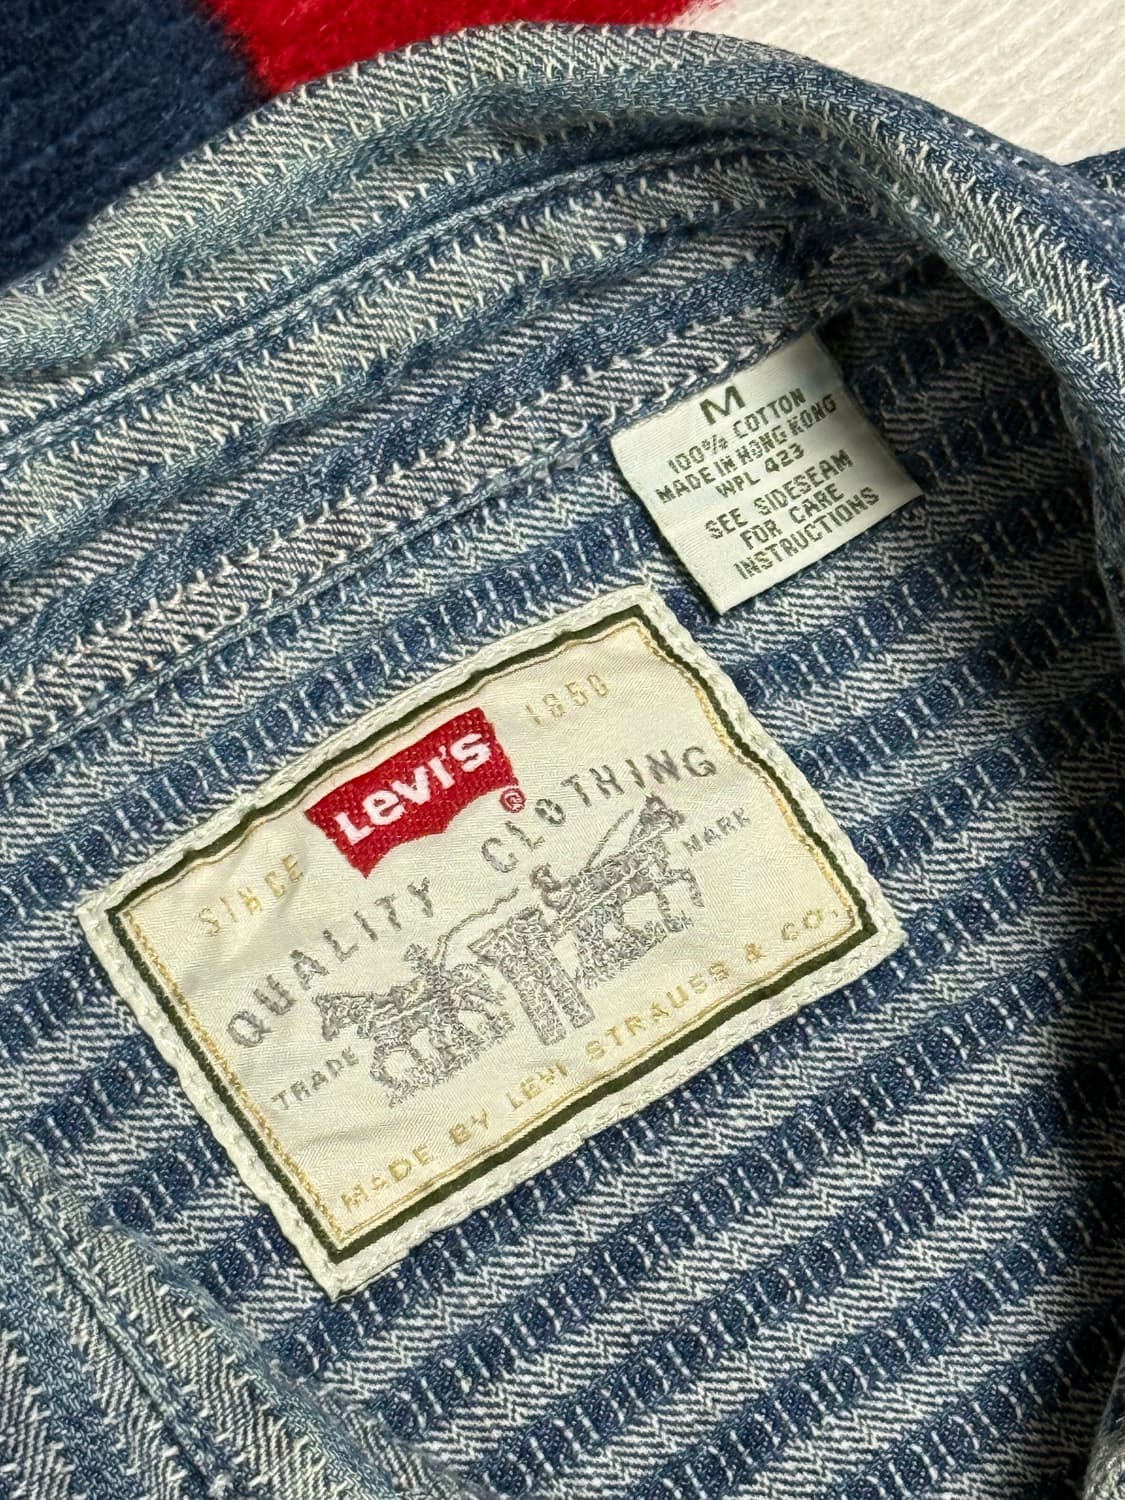 M
100% COTTON
MADE IN HONG KONG
WPL 423
SEE SIDESEAM
FOR CARE
INSTRUCTIONS
SINCE Levi's® 1850
QUALITY CLOTHING
TRADE MARK
MADE BY LEVI STRAUSS & CO.